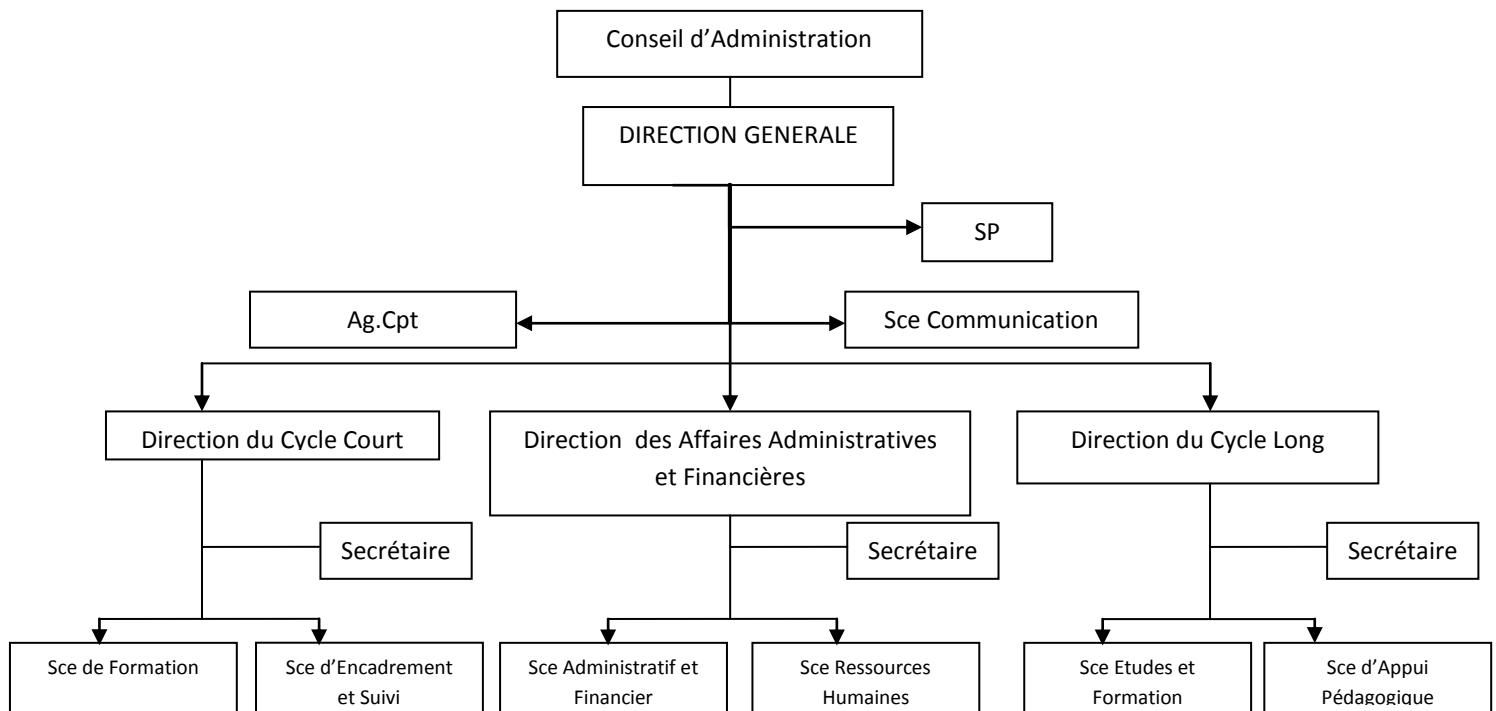 Conseil d’Administration
DIRECTION GENERALE
SP
Ag.Cpt
Sce Communication
Direction du Cycle Court
Direction des Affaires Administratives
et Financières
Direction du Cycle Long
Secrétaire
Secrétaire
Secrétaire
Sce de Formation
Sce d’Encadrement
et Suivi
Sce Administratif et
Financier
Sce Ressources
Humaines
Sce Etudes et
Formation
Sce d’Appui
Pédagogique